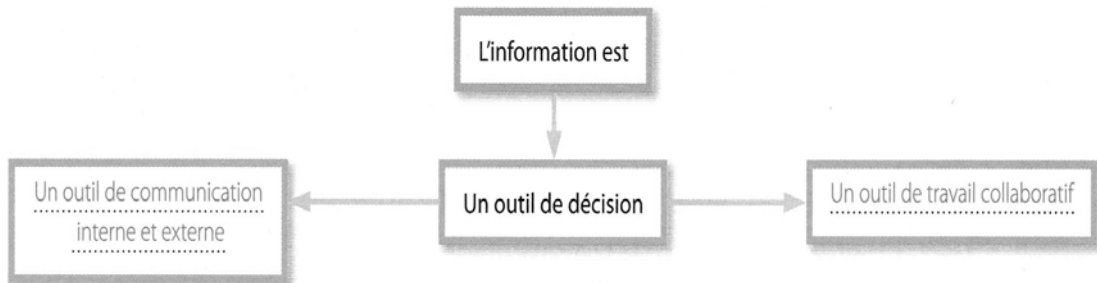 L'information est
Un outil de communication
interne et externe
Un outil de décision
Un outil de travail collaboratif